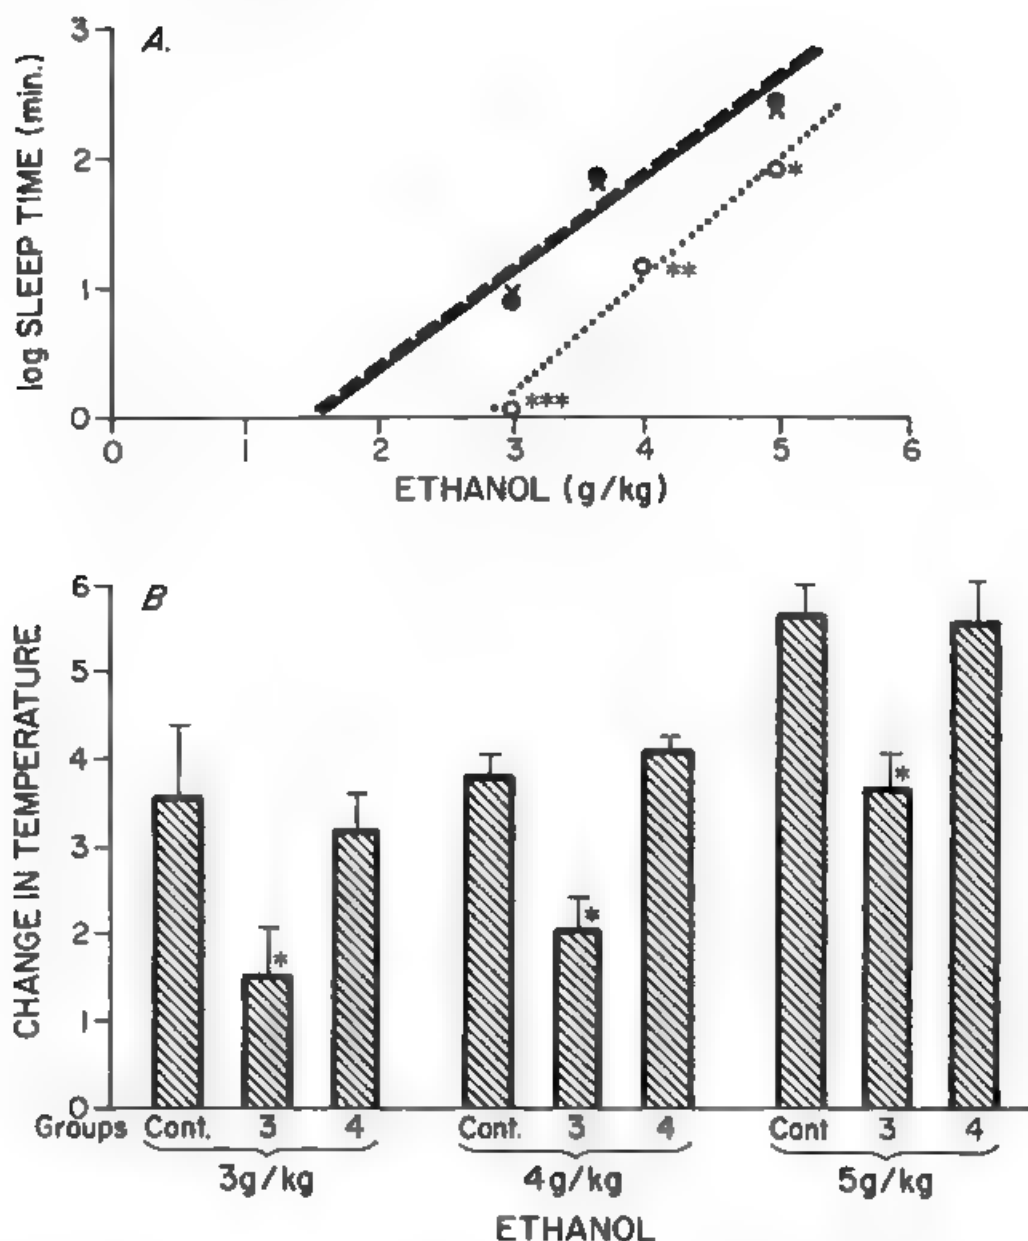 A.
log SLEEP TIME (min.)
3
2
1
0
***
**
*
0 1 2 3 4 5 6
ETHANOL (g/kg)
B
CHANGE IN TEMPERATURE
6
5
4
3
2
1
0
*
*
*
Groups Cont. 3 4 Cont. 3 4 Cont 3 4
3g/kg 4g/kg 5g/kg
ETHANOL